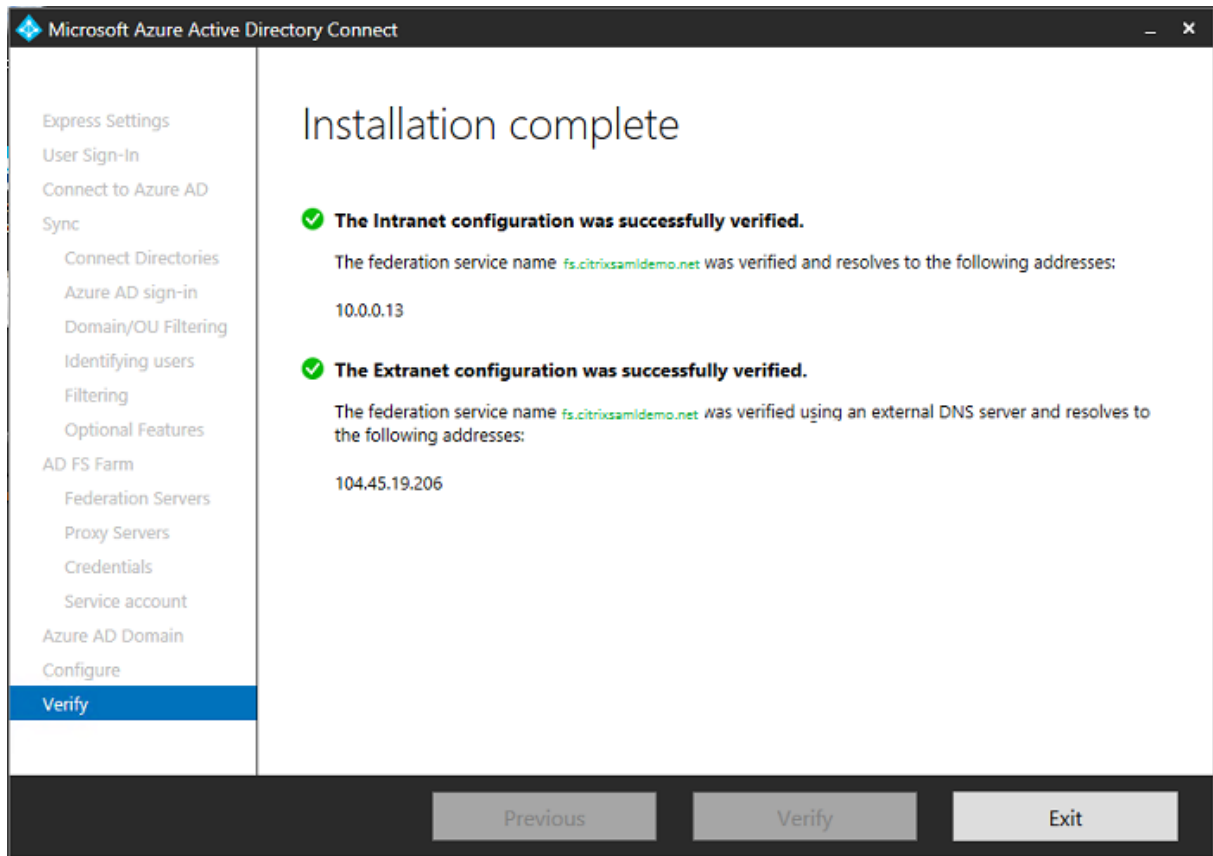 Microsoft Azure Active Directory Connect
Express Settings
User Sign-In
Connect to Azure AD
Sync
Connect Directories
Azure AD sign-in
Domain/OU Filtering
Identifying users
Filtering
Optional Features
AD FS Farm
Federation Servers
Proxy Servers
Credentials
Service account
Azure AD Domain
Configure
Verify
Installation complete
The Intranet configuration was successfully verified.
The federation service name fs.citrixsamldemo.net was verified and resolves to the following addresses:
10.0.0.13
The Extranet configuration was successfully verified.
The federation service name fs.citrixsamldemo.net was verified using an external DNS server and resolves to
the following addresses:
104.45.19.206
Previous
Verify
Exit